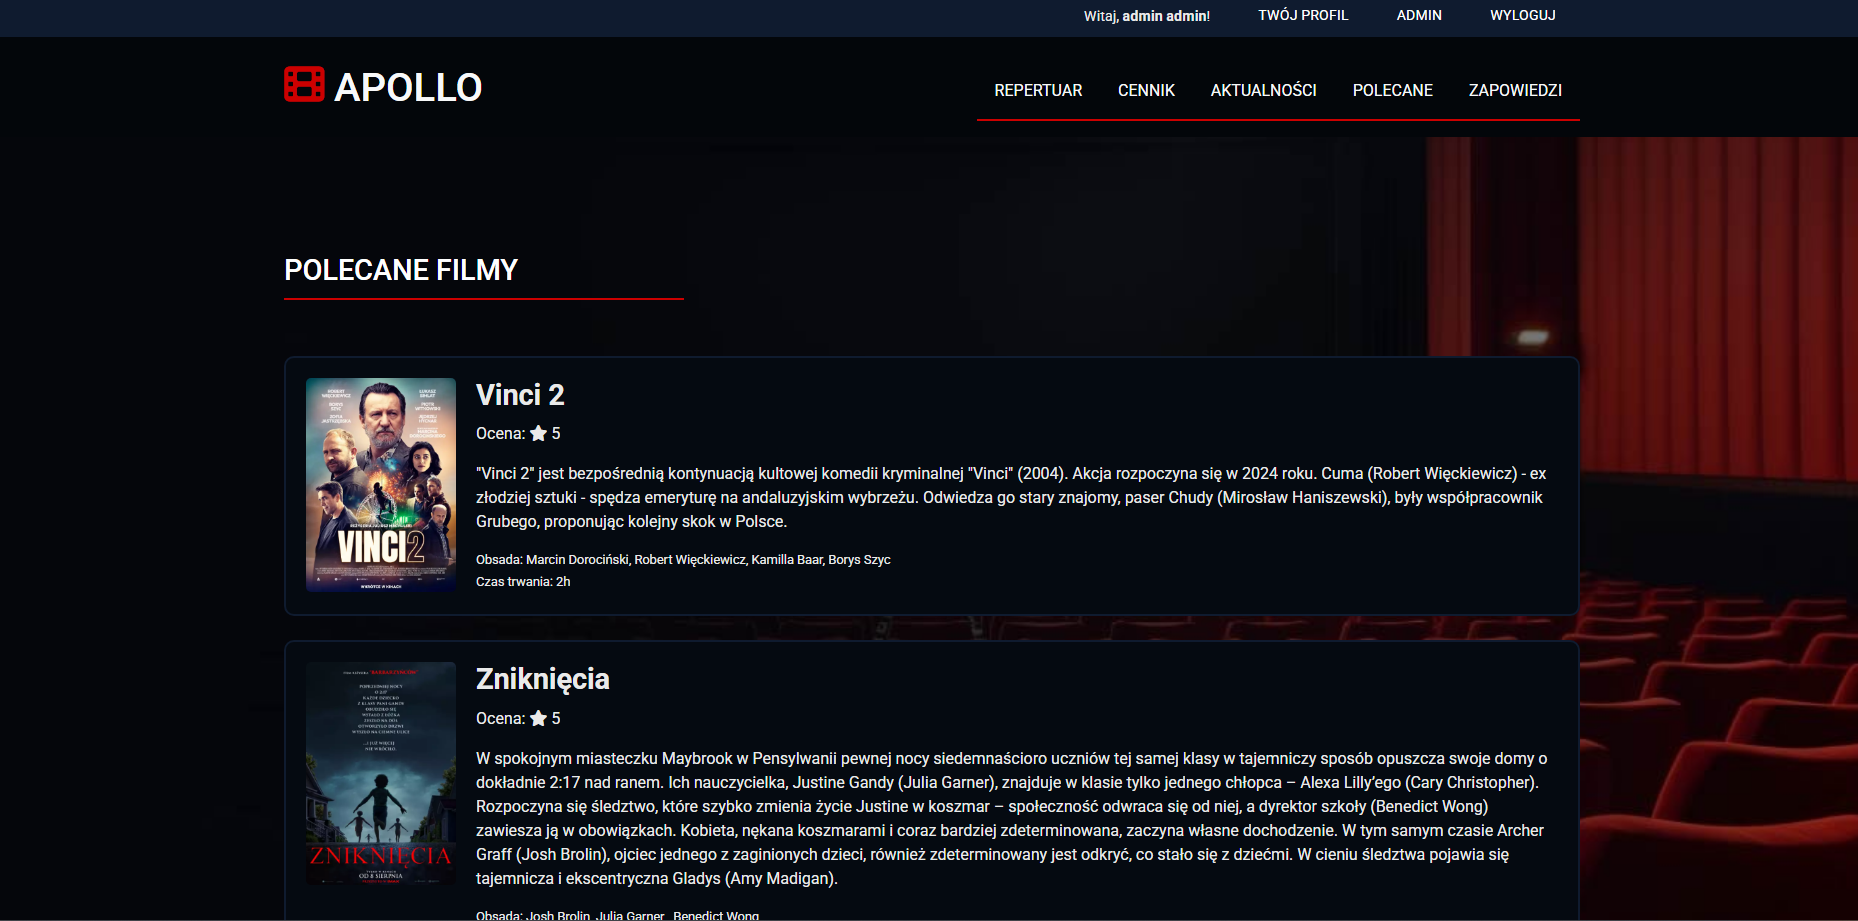 Witaj, admin admin! TWÓJ PROFIL ADMIN WYLOGUJ
APOLLO
REPERTUAR CENNIK AKTUALNOŚCI POLECANE ZAPOWIEDZI
POLECANE FILMY
Vinci 2
Ocena: 5
"Vinci 2" jest bezpośrednią kontynuacją kultowej komedii kryminalnej "Vinci" (2004). Akcja rozpoczyna się w 2024 roku. Cuma (Robert Więckiewicz) - ex
złodziej sztuki - spędza emeryturę na andaluzyjskim wybrzeżu. Odwiedza go stary znajomy, paser Chudy (Mirosław Haniszewski), były współpracownik
Grubego, proponując kolejny skok w Polsce.
Obsada: Marcin Dorociński, Robert Więckiewicz, Kamilla Baar, Borys Szyc
Czas trwania: 2h
VINCI2
WKRÓTCE W KINACH
Zniknięcia
Ocena: 5
W spokojnym miasteczku Maybrook w Pensylwanii pewnej nocy siedemnaścioro uczniów tej samej klasy w tajemniczy sposób opuszcza swoje domy o
dokładnie 2:17 nad ranem. Ich nauczycielka, Justine Gandy (Julia Garner), znajduje w klasie tylko jednego chłopca – Alexa Lilly’ego (Cary Christopher).
Rozpoczyna się śledztwo, które szybko zmienia życie Justine w koszmar – społeczność odwraca się od niej, a dyrektor szkoły (Benedict Wong)
zawiesza ją w obowiązkach. Kobieta, nękana koszmarami i coraz bardziej zdeterminowana, zaczyna własne dochodzenie. W tym samym czasie Archer
Graff (Josh Brolin), ojciec jednego z zaginionych dzieci, również zdeterminowany jest odkryć, co stało się z dziećmi. W cieniu śledztwa pojawia się
tajemnicza i ekscentryczna Gladys (Amy Madigan).
Obsada: Josh Brolin, Julia Garner, Benedict Wong
ZNIKNIĘCIA
OD 8 SIERPNIA